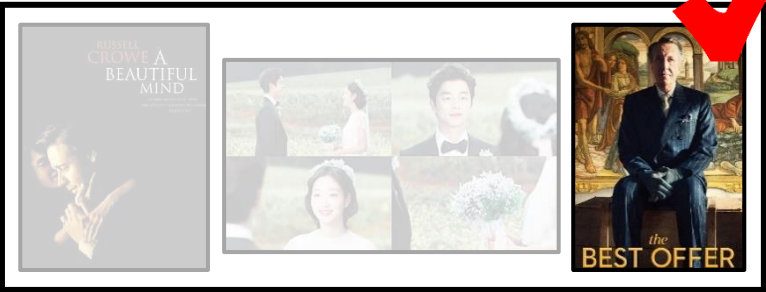 RUSSELL
CROWE A
BEAUTIFUL
MIND
the
BEST OFFER